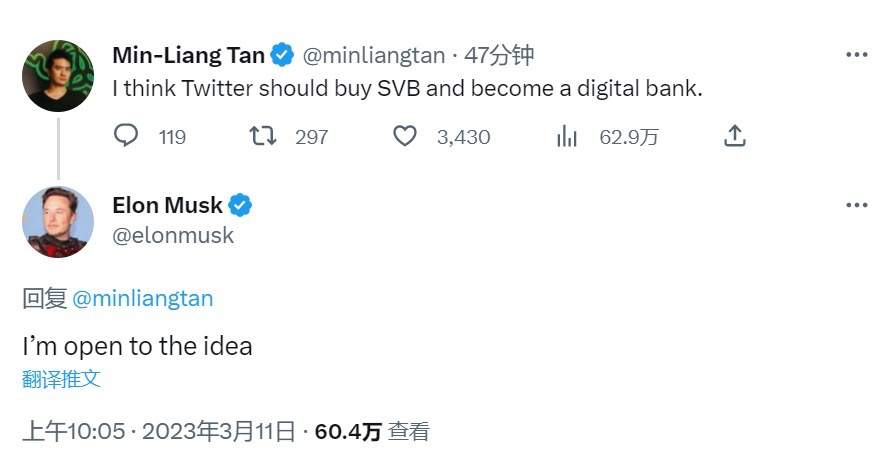 Min-Liang Tan @minliangtan · 47分钟
I think Twitter should buy SVB and become a digital bank.
119 297 3,430 62.9万
Elon Musk
@elonmusk
回复 @minliangtan
I’m open to the idea
翻译推文
上午10:05 · 2023年3月11日 · 60.4万 查看